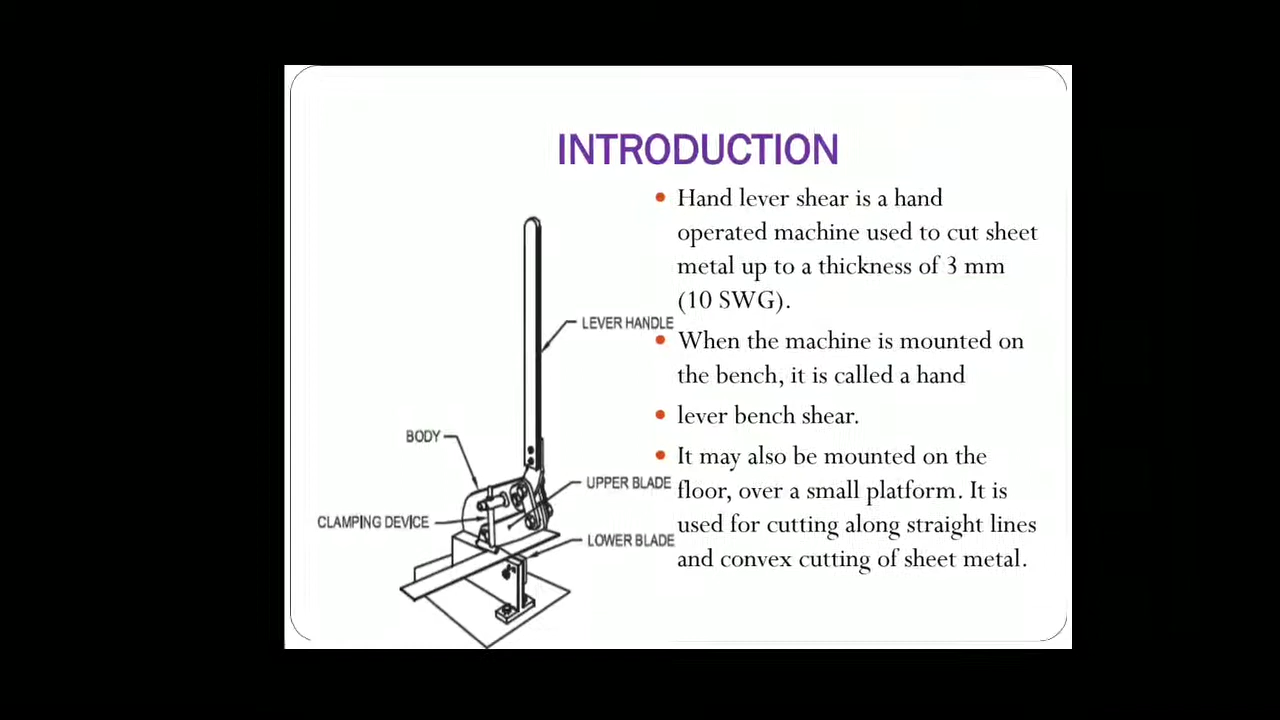 INTRODUCTION
• Hand lever shear is a hand
operated machine used to cut sheet
metal up to a thickness of 3 mm
(10 SWG).
• When the machine is mounted on
the bench, it is called a hand
• lever bench shear.
• It may also be mounted on the
floor, over a small platform. It is
used for cutting along straight lines
and convex cutting of sheet metal.
LEVER HANDLE
BODY
UPPER BLADE
CLAMPING DEVICE
LOWER BLADE